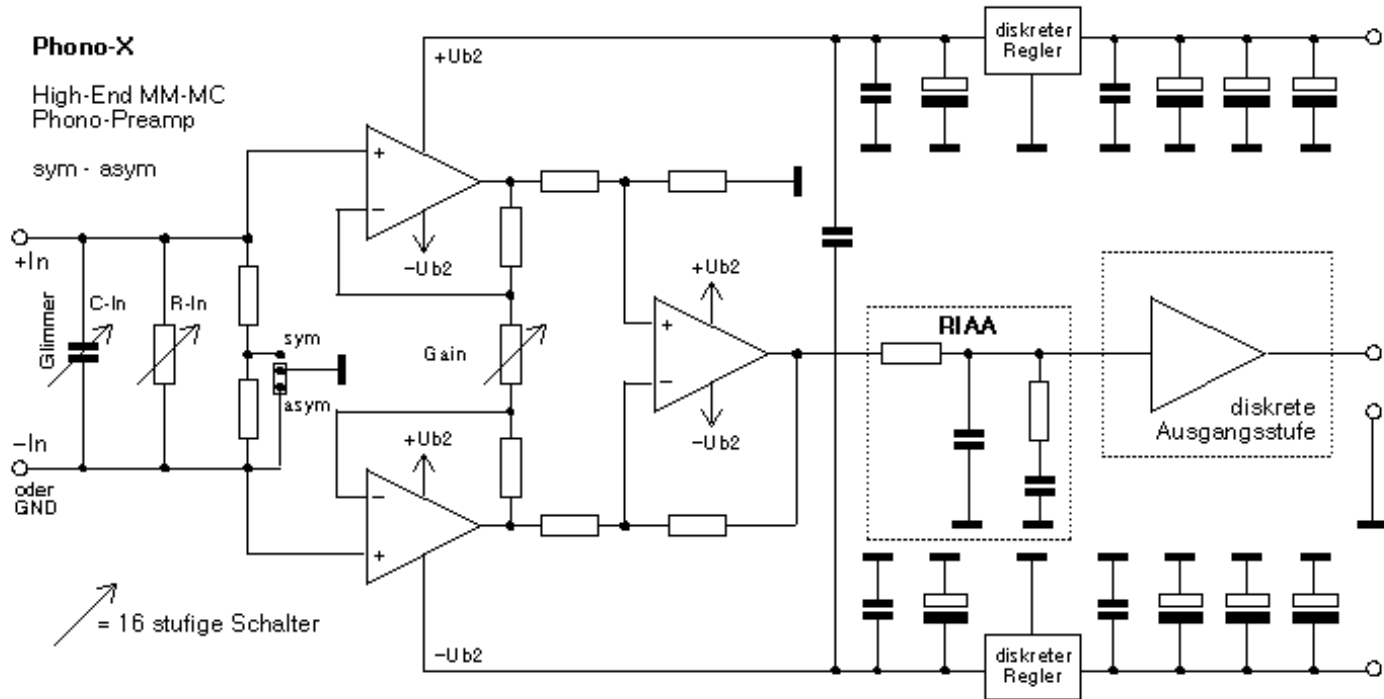 Phono-X
High-End MM-MC
Phono-Preamp
sym - asym
+Ub2
diskreter
Regler
+
−
−Ub2
+In
Glimmer
C-In
R-In
sym
asym
Gain
+Ub2
+
−
−Ub2
RIAA
diskrete
Ausgangsstufe
−In
oder
GND
+Ub2
−
+
= 16 stufige Schalter
−Ub2
diskreter
Regler